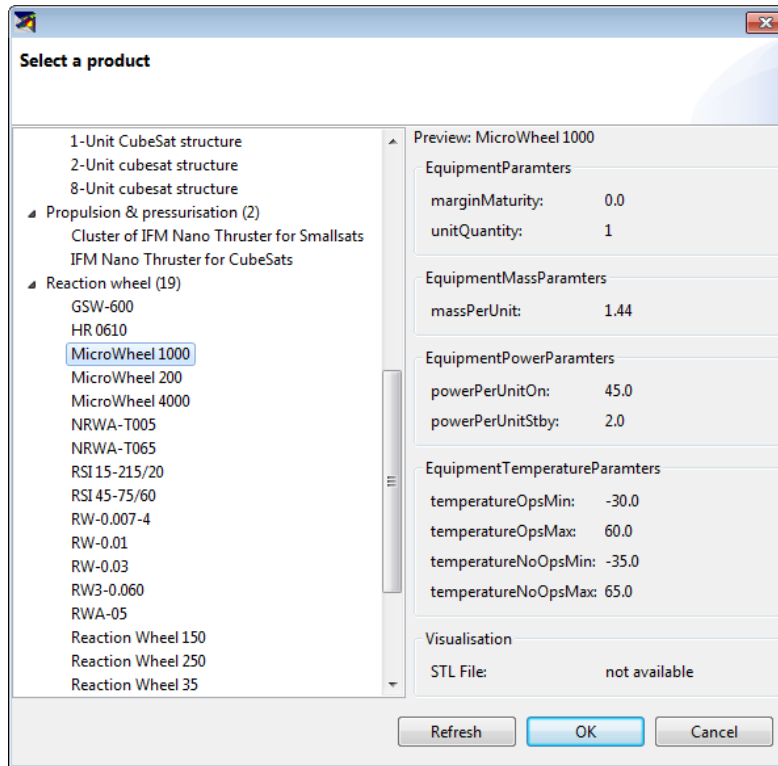 Select a product
1-Unit CubeSat structure
2-Unit cubesat structure
8-Unit cubesat structure
Propulsion & pressurisation (2)
Cluster of IFM Nano Thruster for Smallsats
IFM Nano Thruster for CubeSats
Reaction wheel (19)
GSW-600
HR 0610
MicroWheel 1000
MicroWheel 200
MicroWheel 4000
NRWA-T005
NRWA-T065
RSI 15-215/20
RSI 45-75/60
RW-0.007-4
RW-0.01
RW-0.03
RW3-0.060
RWA-05
Reaction Wheel 150
Reaction Wheel 250
Reaction Wheel 35
Preview: MicroWheel 1000
EquipmentParamters
marginMaturity: 0.0
unitQuantity: 1
EquipmentMassParamters
massPerUnit: 1.44
EquipmentPowerParamters
powerPerUnitOn: 45.0
powerPerUnitStby: 2.0
EquipmentTemperatureParamters
temperatureOpsMin: -30.0
temperatureOpsMax: 60.0
temperatureNoOpsMin: -35.0
temperatureNoOpsMax: 65.0
Visualisation
STL File: not available
Refresh OK Cancel